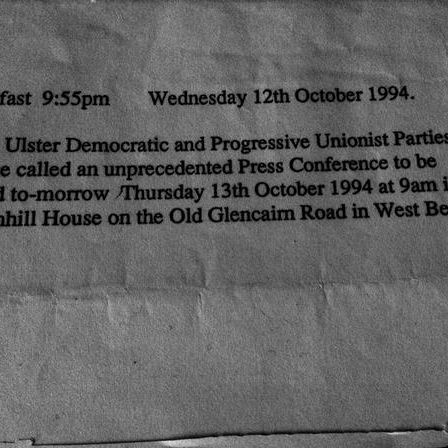 fast 9:55pm Wednesday 12th October 1994.
Ulster Democratic and Progressive Unionist Parties
e called an unprecedented Press Conference to be
d to-morrow /Thursday 13th October 1994 at 9am i
nhill House on the Old Glencairn Road in West Be